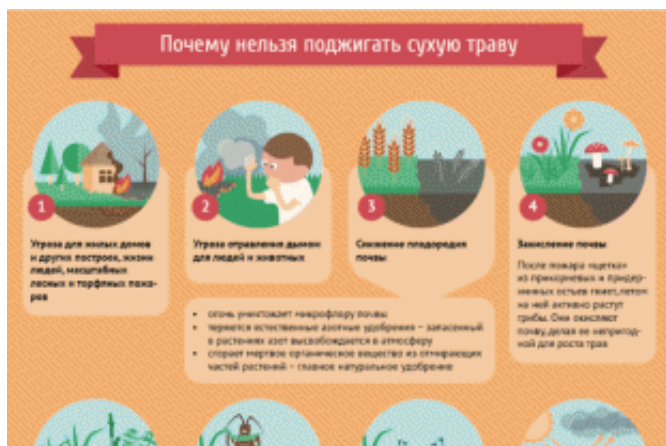 Почему нельзя поджигать сухую траву
1
2
3
4
Угроза для жилых домов
и других построек, жизни
людей, масштабных
лесных и торфяных пожа-
ров
Угроза отравления дымом
для людей и животных
Снижение плодородия
почвы
Закисление почвы
После пожара «щетка»
из прикорневых и придер-
нинных остьев гниет, летом
на ней активно растут
грибы. Они окисляют
почву, делая ее непригод-
ной для роста трав
• огонь уничтожает микрофлору почвы
• теряются естественные азотные удобрения – запасенный
в растениях азот высвобождается в атмосферу
• сгорает мертвое органическое вещество из отмирающих
частей растений – главное натуральное удобрение